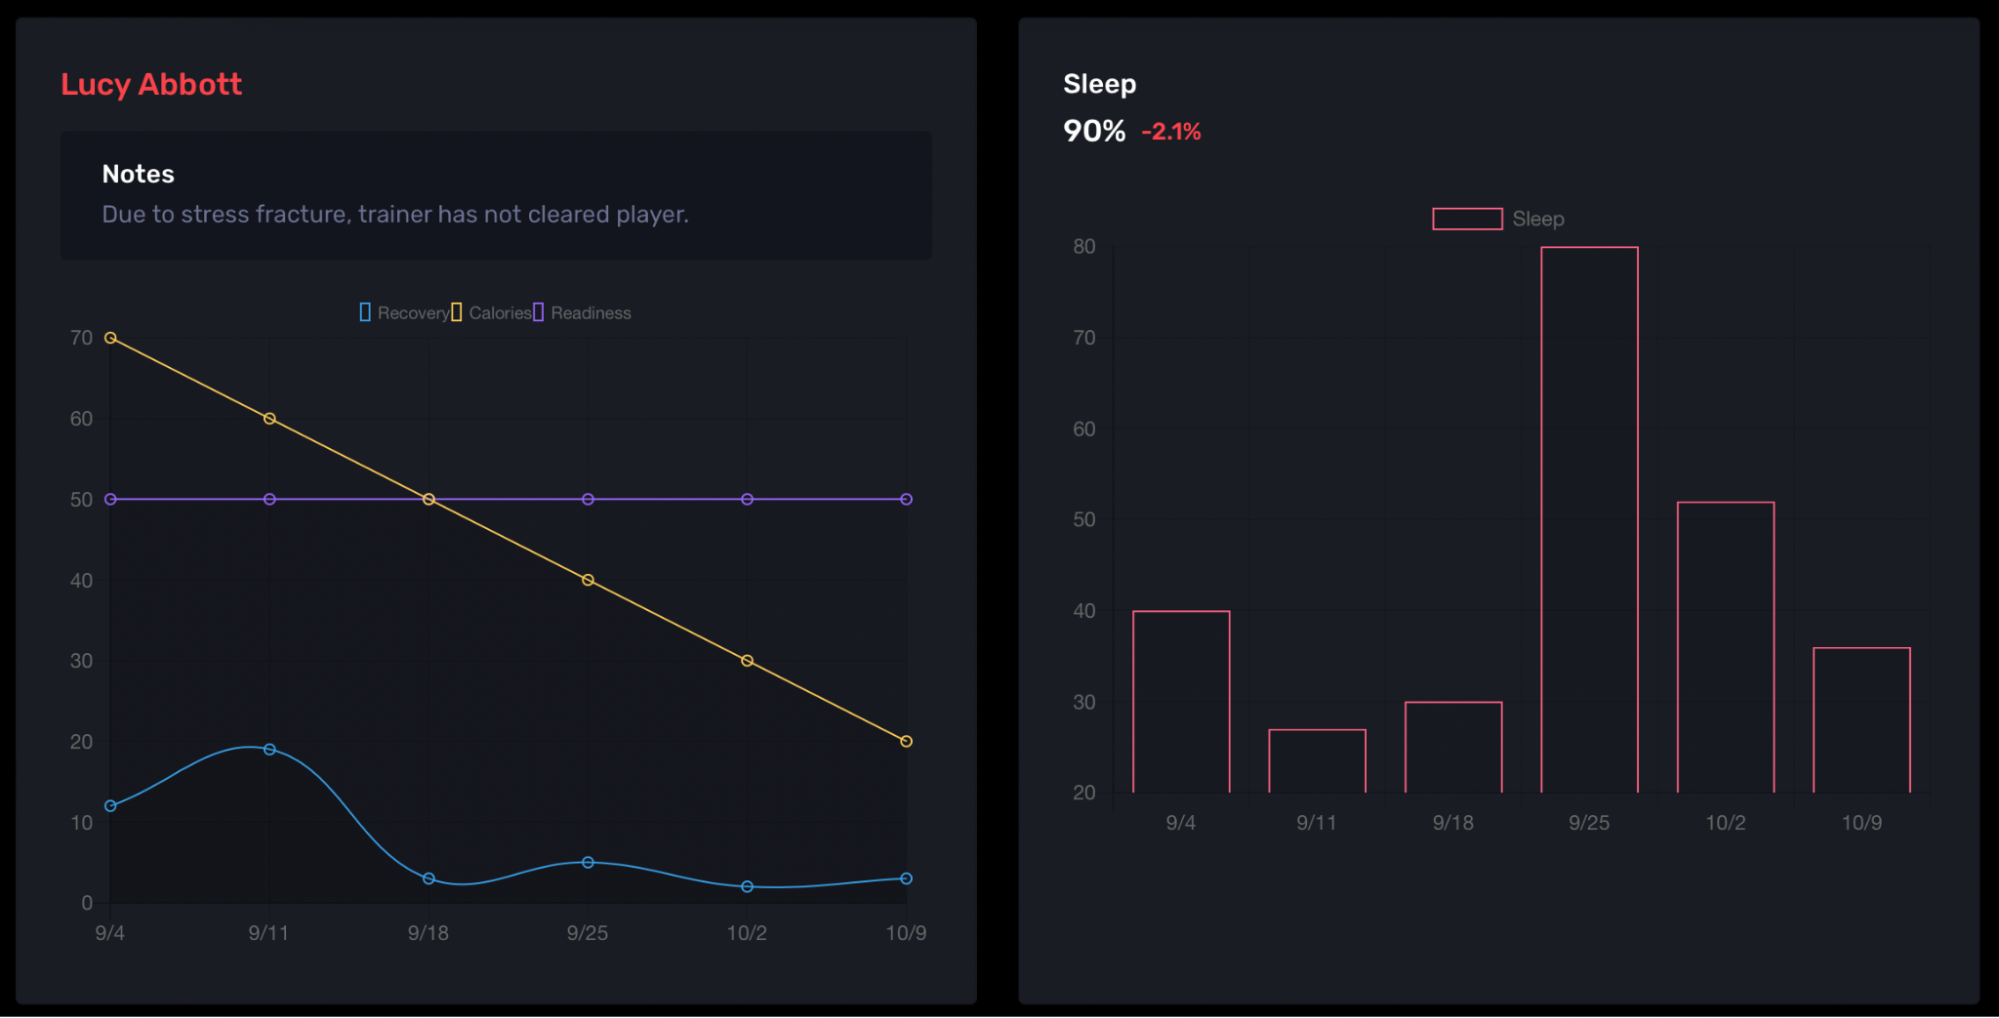 Lucy Abbott
Notes
Due to stress fracture, trainer has not cleared player.
Recovery Calories Readiness
70
60
50
40
30
20
10
0
9/4 9/11 9/18 9/25 10/2 10/9
Sleep
90% -2.1%
Sleep
80
70
60
50
40
30
20
9/4 9/11 9/18 9/25 10/2 10/9